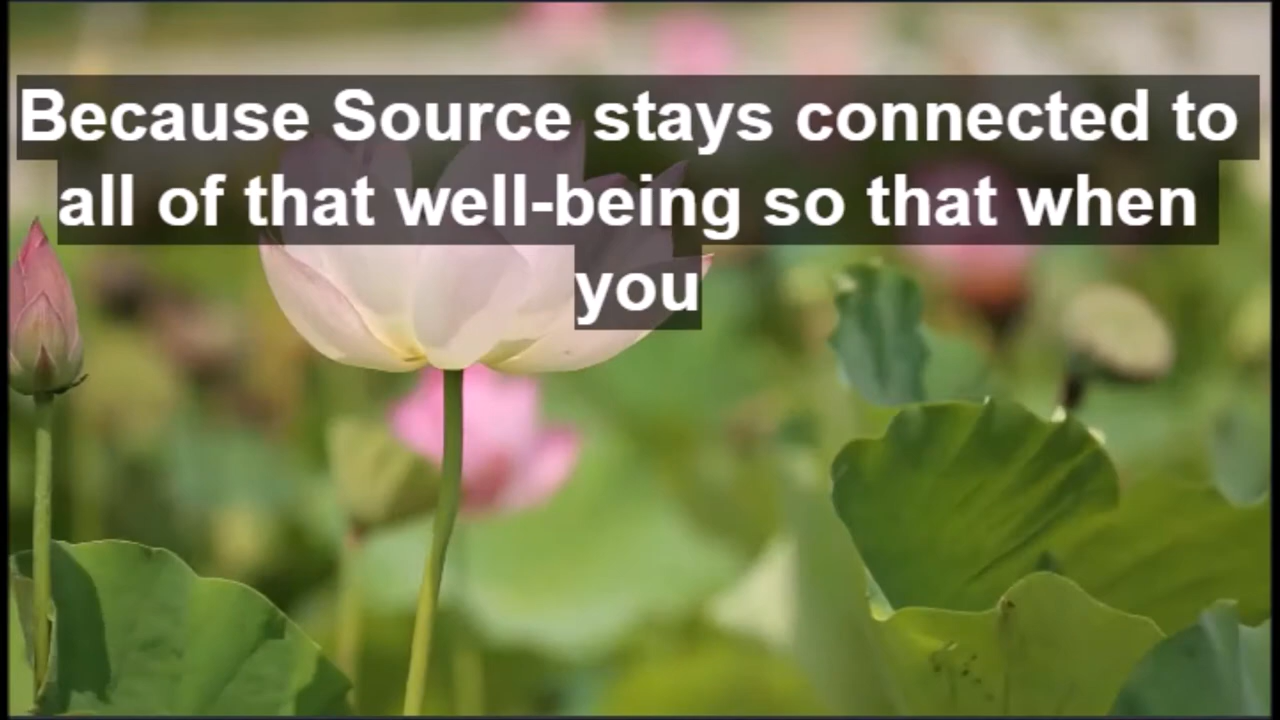 Because Source stays connected to
all of that well-being so that when
you